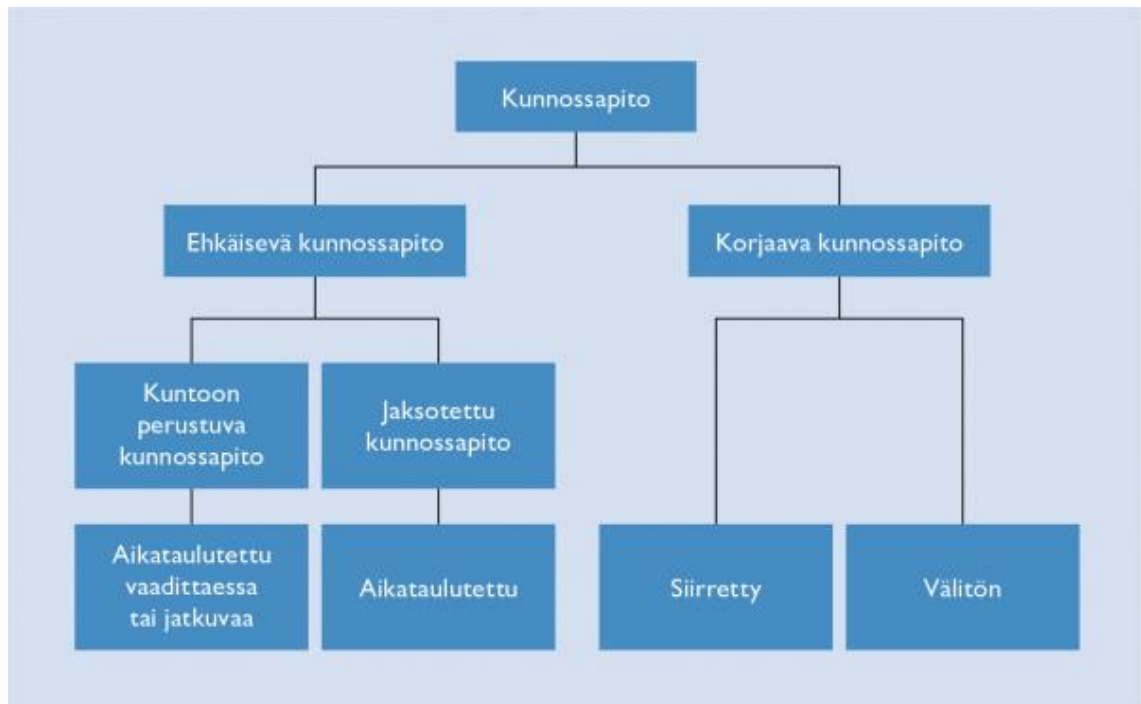 Kunnossapito
Ehkäisevä kunnossapito
Korjaava kunnossapito
Kuntoon
perustuva
kunnossapito
Jaksotettu
kunnossapito
Aikataulutettu
vaadittaessa
tai jatkuvaa
Aikataulutettu
Siirretty
Välitön